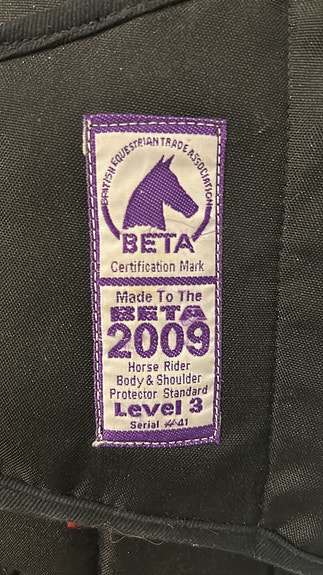 BRITISH EQUESTRIAN TRADE ASSOCIATION
BETA
Certification Mark
Made To The
BETA
2009
Horse Rider
Body & Shoulder
Protector Standard
Level 3
Serial